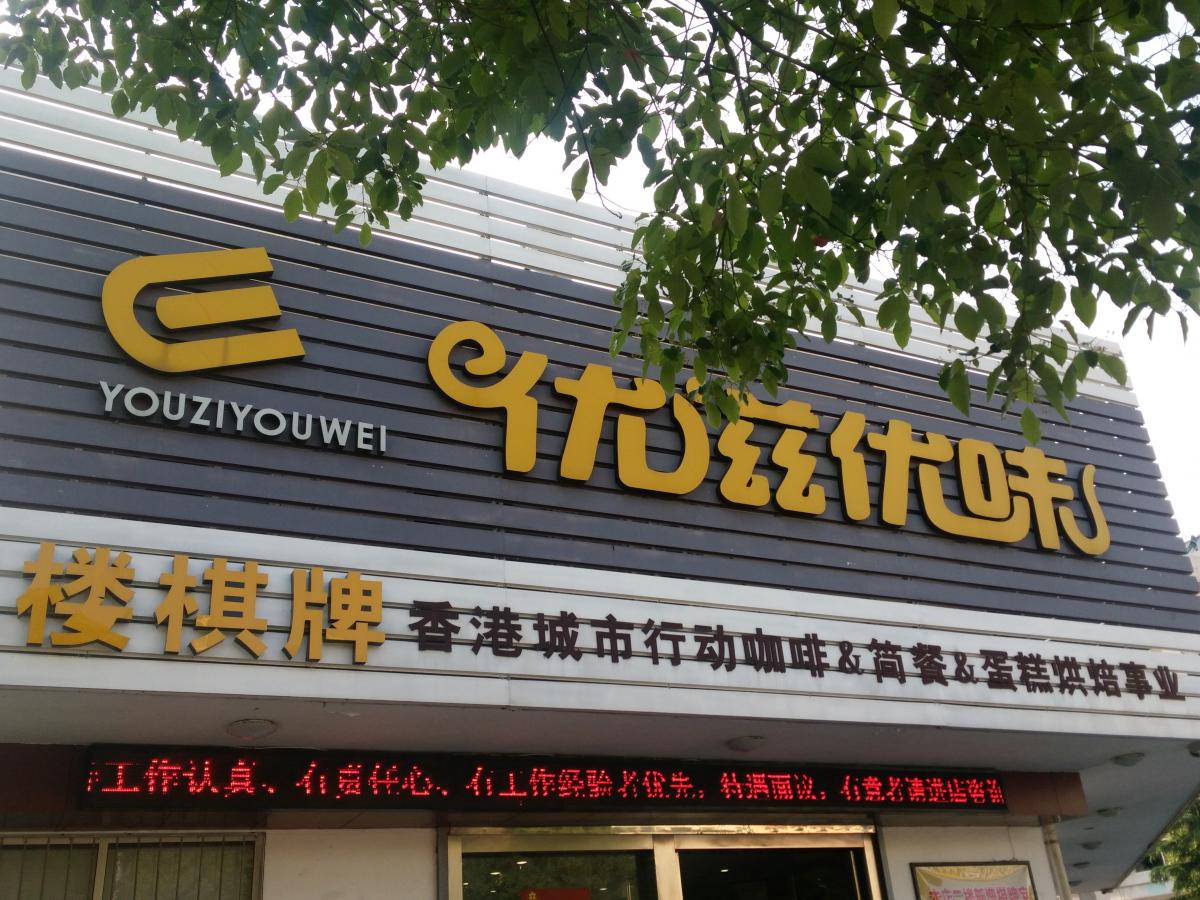 YOUZIYOUWEI
优滋优味
楼棋牌
香港城市行动咖啡&简餐&蛋糕烘焙事业
工作认真、有责任心、有工作经验者优先，待遇面议，有意者请进店咨询